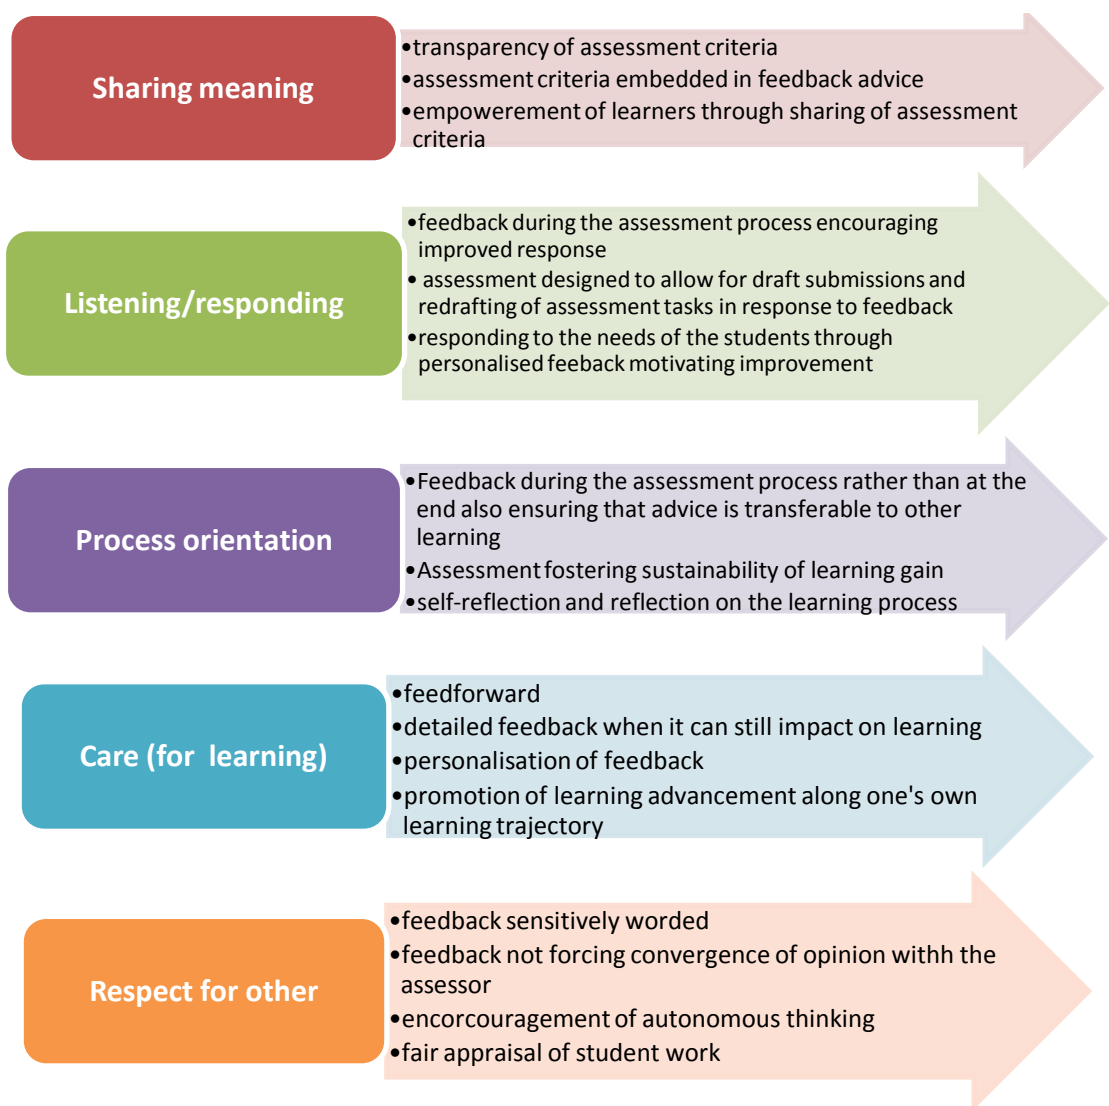 Sharing meaning
•transparency of assessment criteria
•assessment criteria embedded in feedback advice
•empowerement of learners through sharing of assessment
criteria
Listening/responding
•feedback during the assessment process encouraging
improved response
• assessment designed to allow for draft submissions and
redrafting of assessment tasks in response to feedback
•responding to the needs of the students through
personalised feeback motivating improvement
Process orientation
•Feedback during the assessment process rather than at the
end also ensuring that advice is transferable to other
learning
•Assessment fostering sustainability of learning gain
•self-reflection and reflection on the learning process
Care (for learning)
•feedforward
•detailed feedback when it can still impact on learning
•personalisation of feedback
•promotion of learning advancement along one's own
learning trajectory
Respect for other
•feedback sensitively worded
•feedback not forcing convergence of opinion withh the
assessor
•encorcouragement of autonomous thinking
•fair appraisal of student work